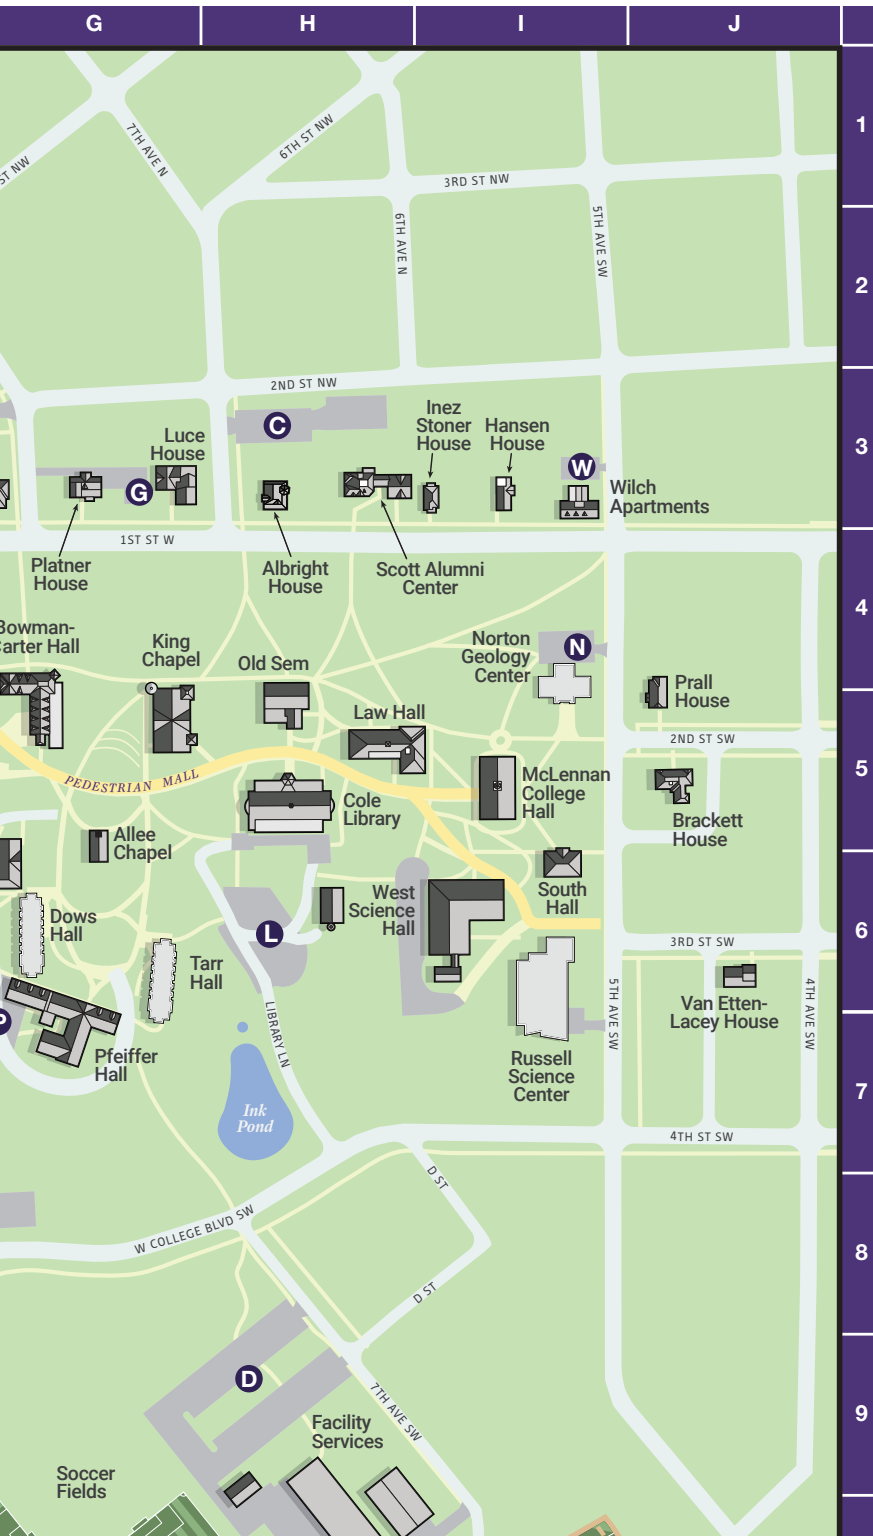 G
H
I
J
1
ST NW
7TH AVE N
6TH ST NW
3RD ST NW
6TH AVE N
5TH AVE SW
2
2ND ST NW
C
Luce
House
Inez
Stoner
House
Hansen
House
W
Wilch
Apartments
3
G
1ST ST W
Platner
House
Albright
House
Scott Alumni
Center
4
Bowman-
Carter Hall
King
Chapel
Old Sem
Norton
Geology
Center
N
Prall
House
Law Hall
2ND ST SW
5
PEDESTRIAN MALL
McLennan
College
Hall
Cole
Library
Brackett
House
Allee
Chapel
South
Hall
West
Science
Hall
Dows
Hall
L
6
3RD ST SW
Tarr
Hall
Van Etten-
Lacey House
5TH AVE SW
4TH AVE SW
P
LIBRARY LN
Pfeiffer
Hall
Russell
Science
Center
7
Ink
Pond
4TH ST SW
D ST
W COLLEGE BLVD SW
8
D ST
D
7TH AVE SW
9
Facility
Services
Soccer
Fields